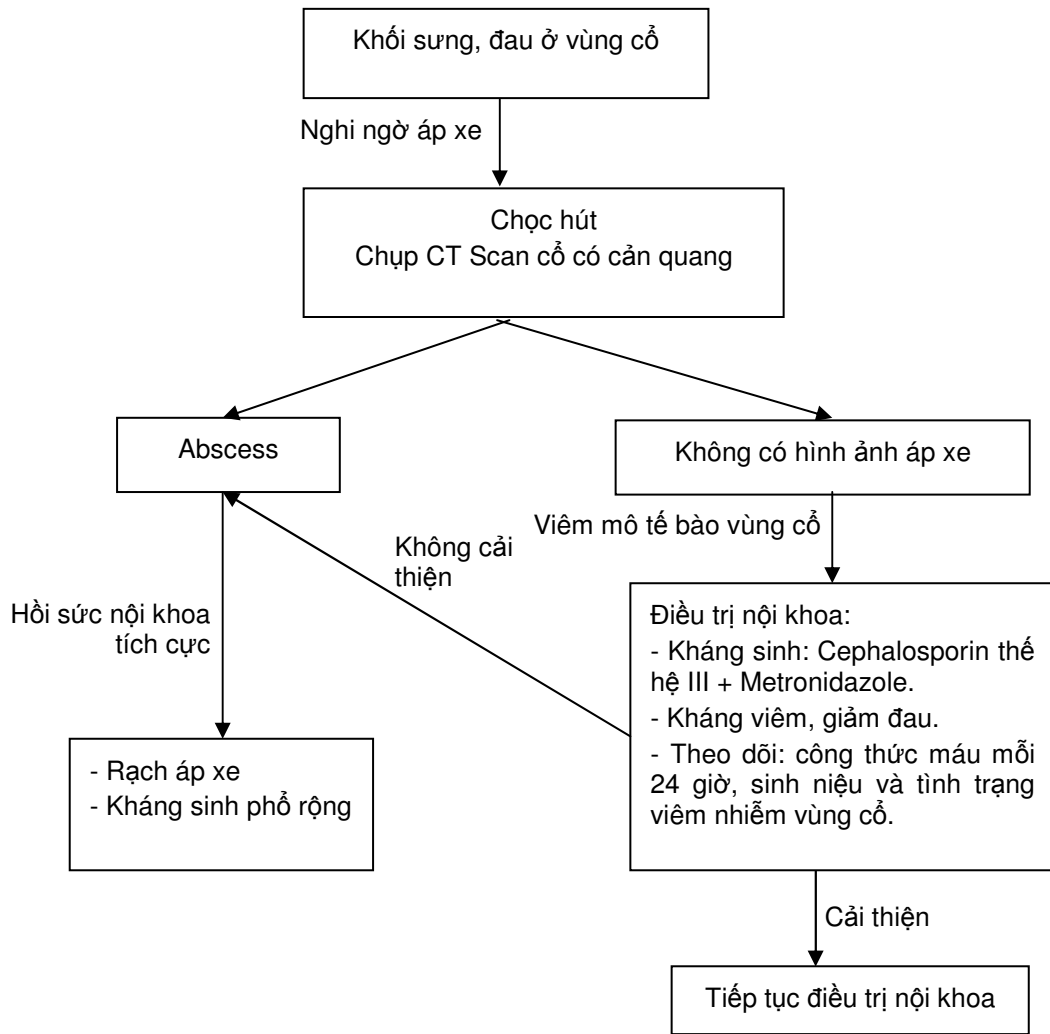 Khối sưng, đau ở vùng cổ
Nghi ngờ áp xe
Chọc hút
Chụp CT Scan cổ có cản quang
Abscess
Không có hình ảnh áp xe
Viêm mô tế bào vùng cổ
Không cải
thiện
Hồi sức nội khoa
tích cực
Điều trị nội khoa:
- Kháng sinh: Cephalosporin thế
hệ III + Metronidazole.
- Kháng viêm, giảm đau.
- Theo dõi: công thức máu mỗi
24 giờ, sinh niệu và tình trạng
viêm nhiễm vùng cổ.
- Rạch áp xe
- Kháng sinh phổ rộng
Cải thiện
Tiếp tục điều trị nội khoa